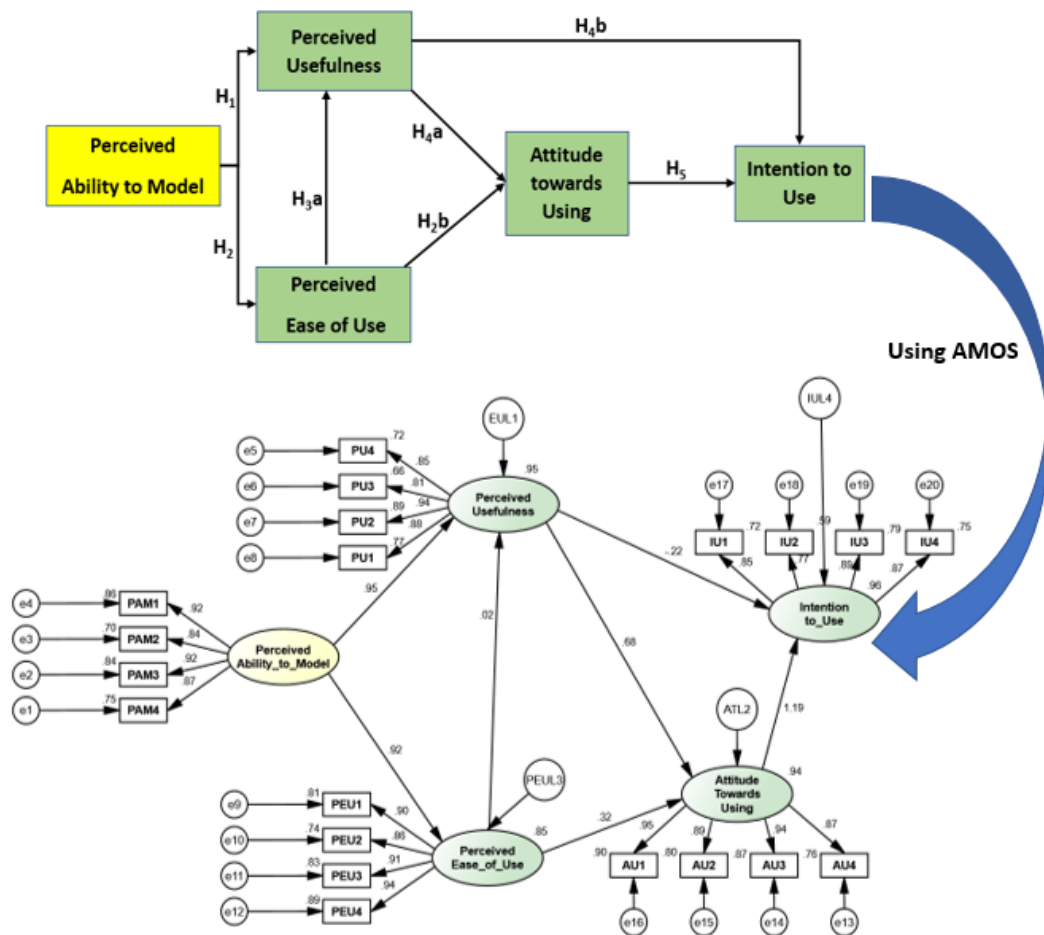 Perceived
Usefulness
H4b
H1
H4a
Perceived
Ability to Model
Attitude
towards
Using
H5
Intention to
Use
H3a
H2b
H2
Perceived
Ease of Use
Using AMOS
EUL1
IUL4
e5
PU4
.72
.85
.95
e6
PU3
.66
.81
e7
PU2
.89
.94
e8
PU1
.77
.88
Perceived
Usefulness
e17
e18
e19
e20
IU1
.72
IU2
.59
IU3
.79
IU4
.75
.85
.77
.89
.87
.96
-.22
Intention
to_Use
.95
.02
.68
1.19
e4
PAM1
.86
.92
e3
PAM2
.70
.84
e2
PAM3
.84
.92
e1
PAM4
.75
.87
Perceived
Ability_to_Model
.92
ATL2
PEUL3
.94
Attitude
Towards
Using
e9
PEU1
.81
.90
e10
PEU2
.74
.86
e11
PEU3
.83
.91
e12
PEU4
.89
.94
Perceived
Ease_of_Use
.85
.32
.95
.89
.94
.87
.90
AU1
.80
AU2
.87
AU3
.76
AU4
e16
e15
e14
e13